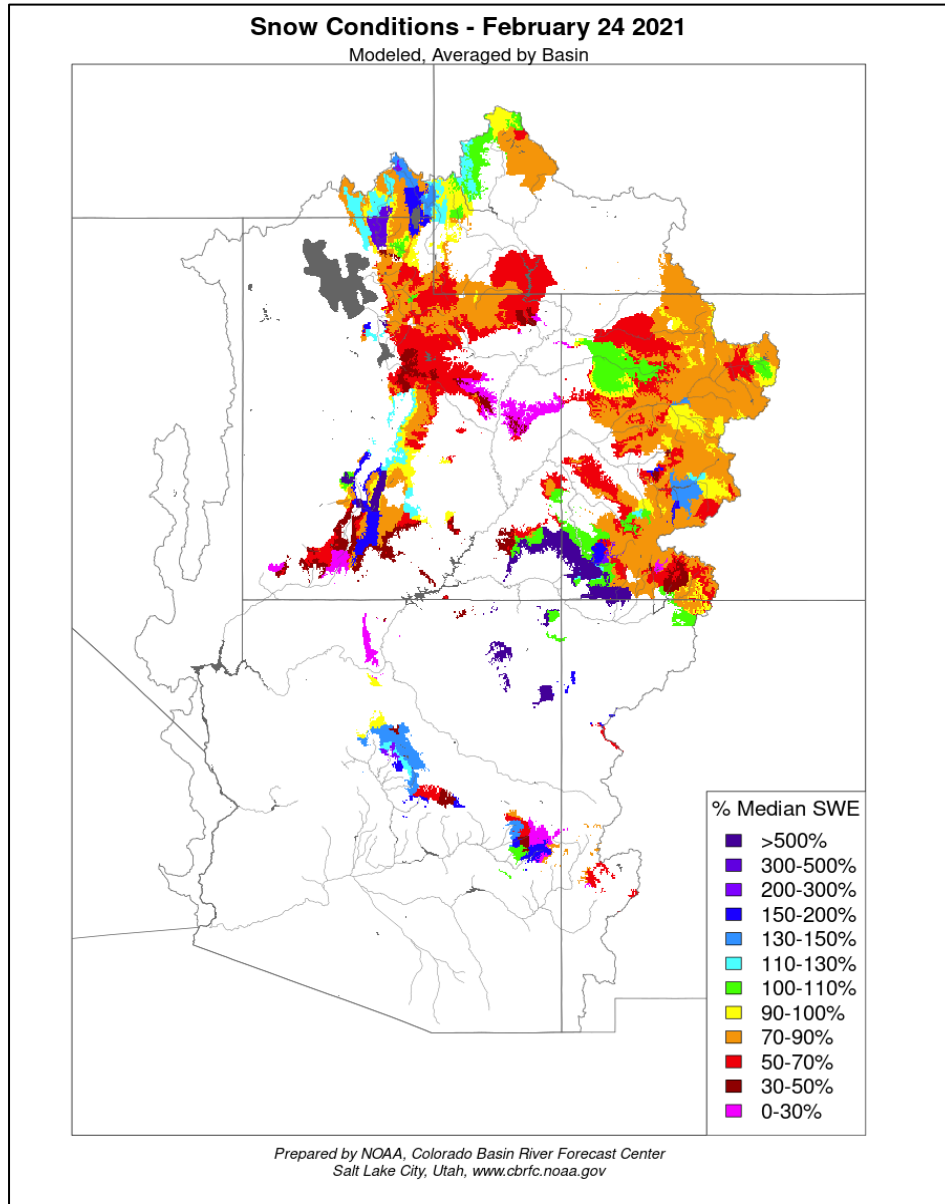 Snow Conditions - February 24 2021
Modeled, Averaged by Basin
% Median SWE
>500%
300-500%
200-300%
150-200%
130-150%
110-130%
100-110%
90-100%
70-90%
50-70%
30-50%
0-30%
Prepared by NOAA, Colorado Basin River Forecast Center
Salt Lake City, Utah, www.cbrfc.noaa.gov